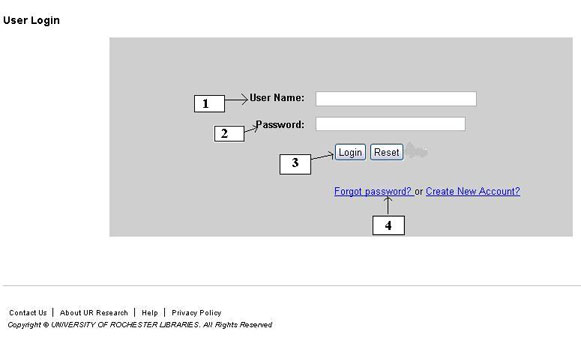 User Login
1 User Name:
2 Password:
3 Login Reset
Forgot password? or Create New Account?
4
Contact Us | About UR Research | Help | Privacy Policy
Copyright © UNIVERSITY OF ROCHESTER LIBRARIES. All Rights Reserved